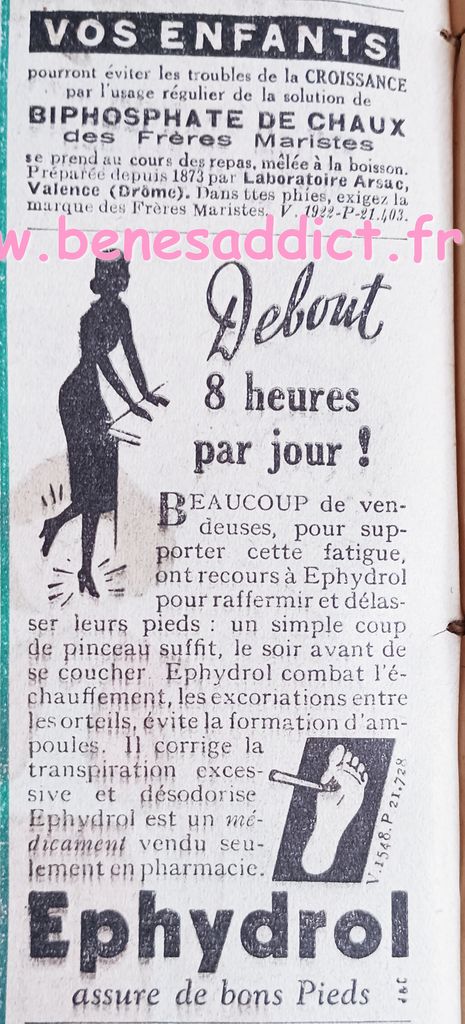 VOS ENFANTS
pourront éviter les troubles de la CROISSANCE
par l'usage régulier de la solution de
BIPHOSPHATE DE CHAUX
des Frères Maristes
se prend au cours des repas, mêlée à la boisson.
Préparée depuis 1873 par Laboratoire Arsac,
Valence (Drôme). Dans ttes phies, exigez la
marque des Frères Maristes. V. 1922-P-21.403.
w.benesaddict.fr
Debout
8 heures
par jour !
BEAUCOUP de ven-
deuses, pour sup-
porter cette fatigue,
ont recours à Ephydrol
pour raffermir et délas-
ser leurs pieds : un simple coup
de pinceau suffit, le soir avant de
se coucher. Ephydrol combat l'é-
chauffement, les excoriations entre
les orteils, évite la formation d'am-
poules. Il corrige la
transpiration exces-
sive et désodorise
Ephydrol est un mé-
dicament vendu seu-
lement en pharmacie.
V.1548.P 21.728
Ephydrol
assure de bons Pieds